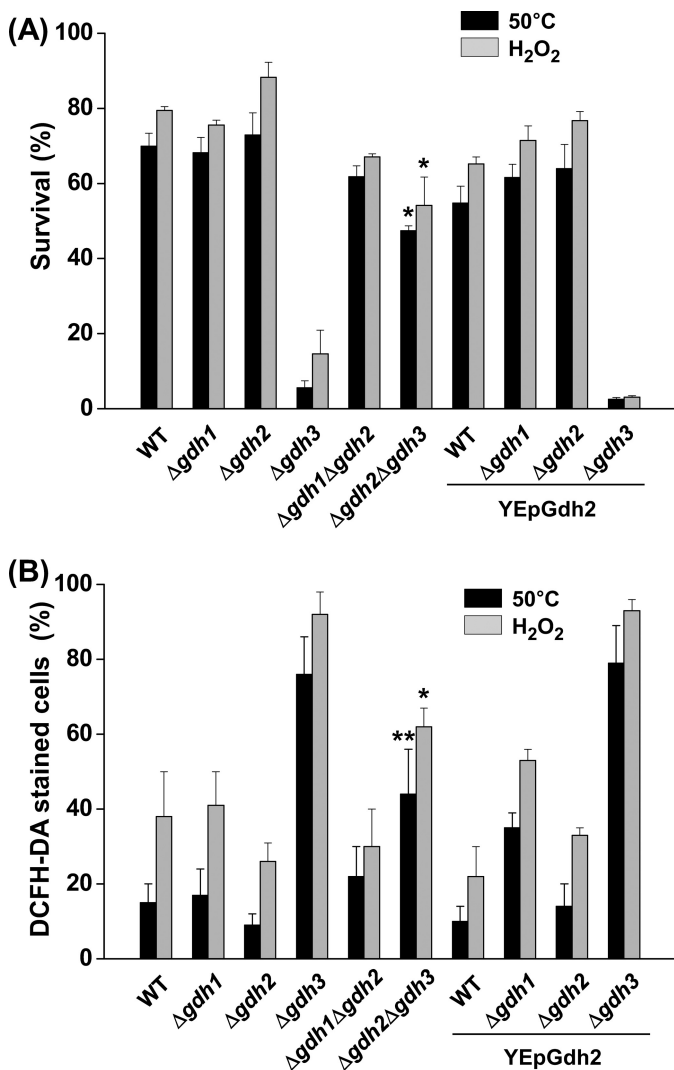 (A)
50°C
H₂O₂
Survival (%)
100
80
60
40
20
0
*
*
WT
Δgdh1
Δgdh2
Δgdh3
Δgdh1Δgdh2
Δgdh2Δgdh3
WT
Δgdh1
Δgdh2
Δgdh3
YEpGdh2
(B)
50°C
H₂O₂
DCFH-DA stained cells (%)
100
80
60
40
20
0
**
*
WT
Δgdh1
Δgdh2
Δgdh3
Δgdh1Δgdh2
Δgdh2Δgdh3
WT
Δgdh1
Δgdh2
Δgdh3
YEpGdh2